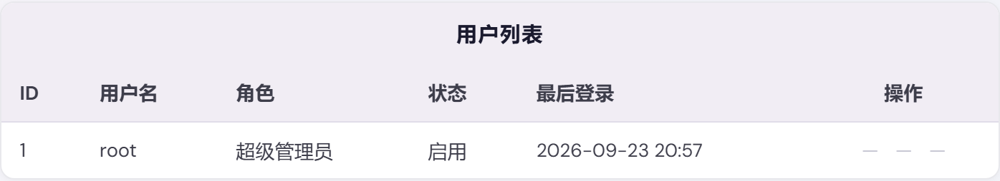 用户列表
ID 用户名 角色 状态 最后登录 操作
1 root 超级管理员 启用 2026-09-23 20:57 — — —